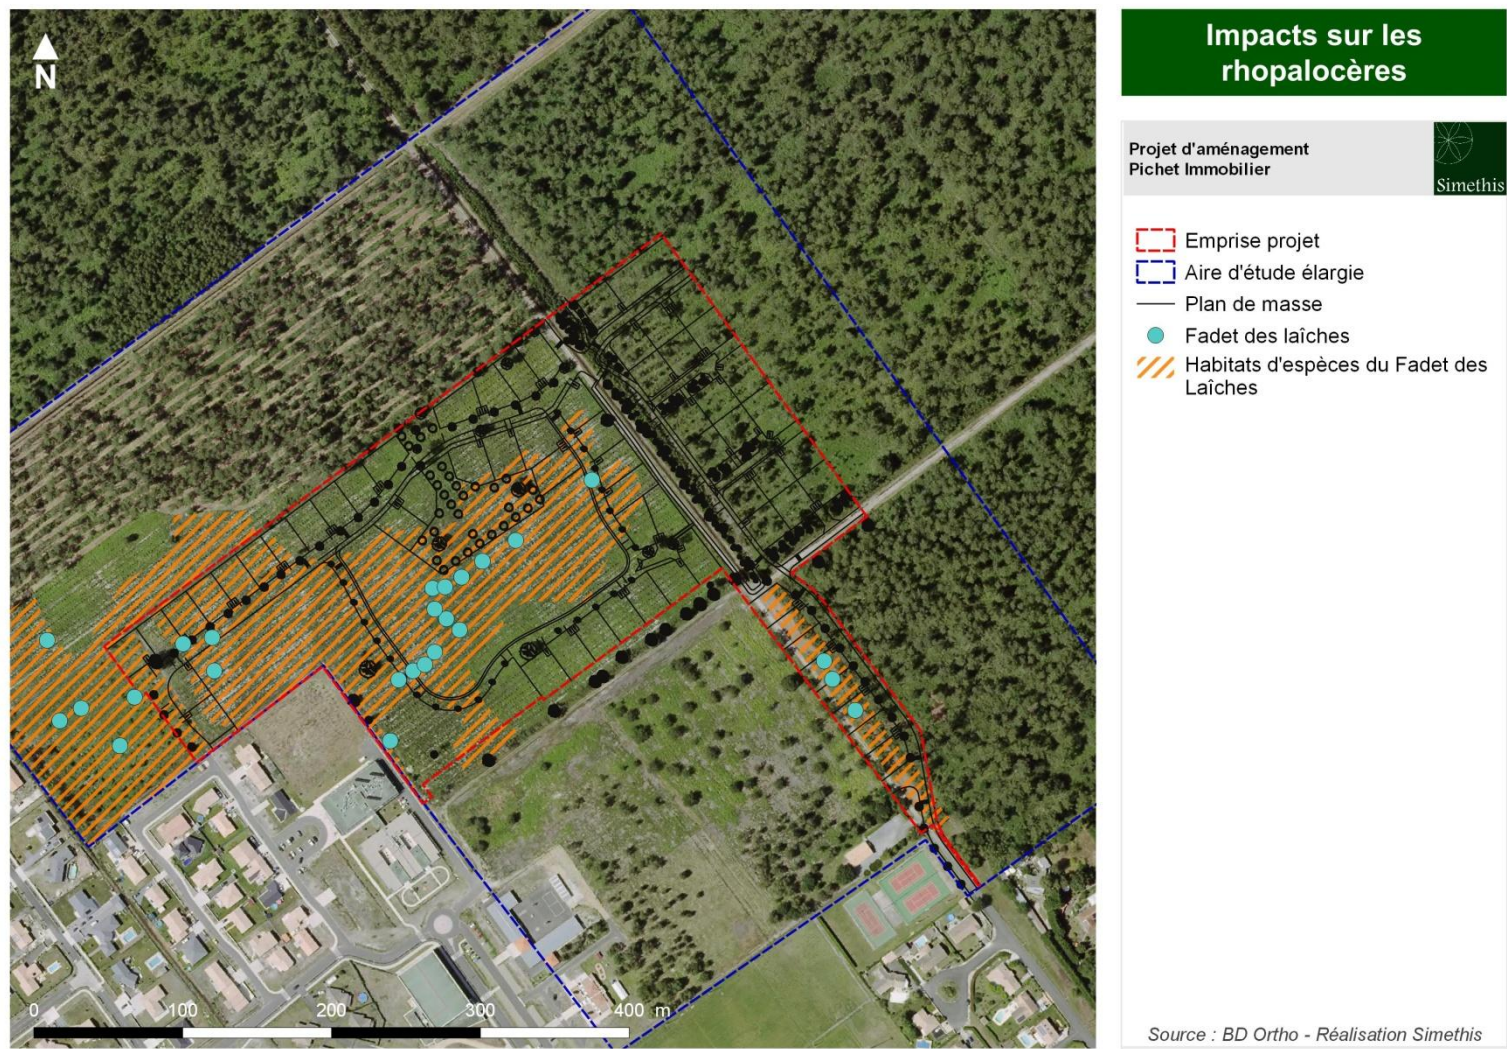 N
Impacts sur les
rhopalocères
Projet d'aménagement
Pichet Immobilier
Simethis
Emprise projet
Aire d'étude élargie
Plan de masse
Fadet des laîches
Habitats d'espèces du Fadet des
Laîches
0 100 200 300 400 m
Source : BD Ortho - Réalisation Simethis